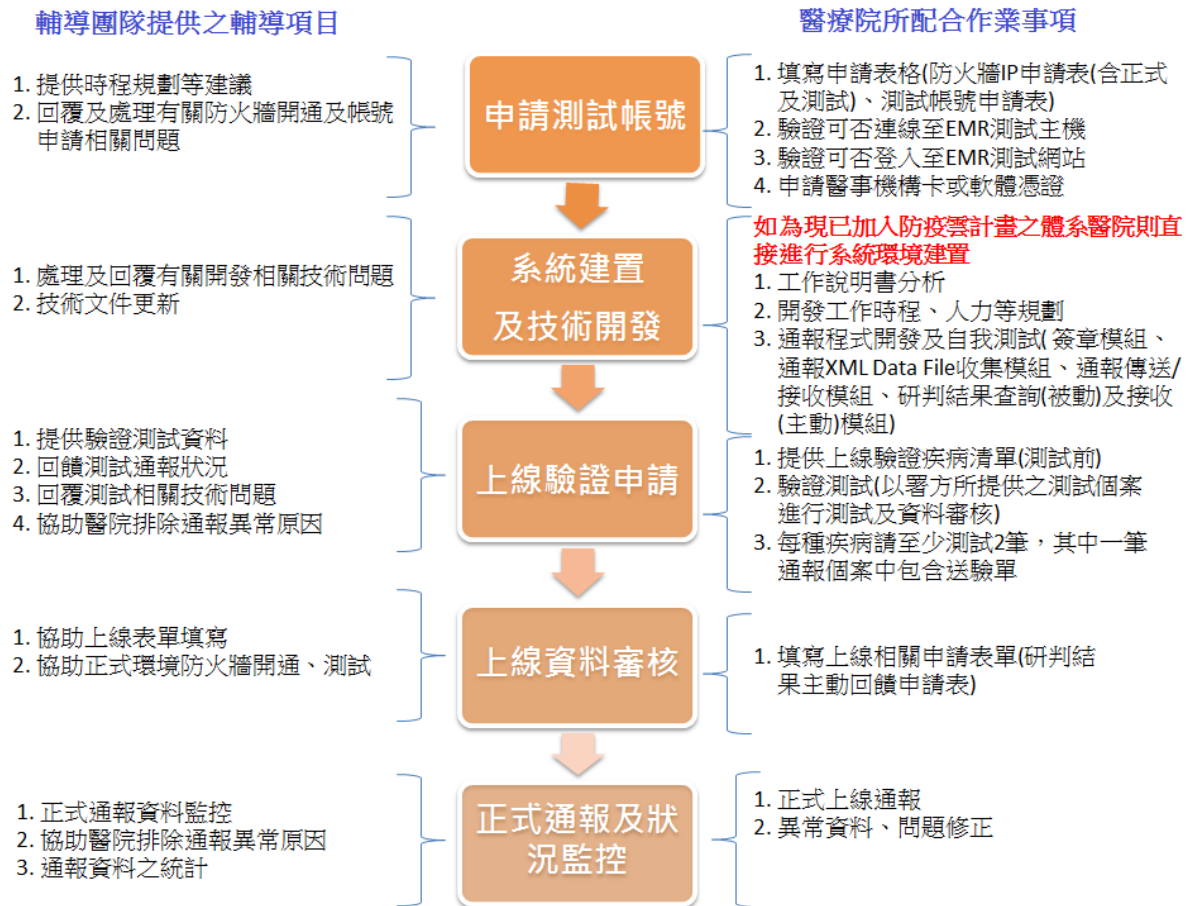 輔導團隊提供之輔導項目
醫療院所配合作業事項
1. 提供時程規劃等建議
2. 回覆及處理有關防火牆開通及帳號
申請相關問題
申請測試帳號
1. 填寫申請表格(防火牆IP申請表(含正式
及測試)、測試帳號申請表)
2. 驗證可否連線至EMR測試主機
3. 驗證可否登入至EMR測試網站
4. 申請醫事機構卡或軟體憑證
1. 處理及回覆有關開發相關技術問題
2. 技術文件更新
系統建置
及技術開發
如為現已加入防疫雲計畫之體系醫院則直
接進行系統環境建置
1. 工作說明書分析
2. 開發工作時程、人力等規劃
3. 通報程式開發及自我測試( 簽章模組、
通報XML Data File收集模組、通報傳送/
接收模組、研判結果查詢(被動)及接收
(主動)模組)
1. 提供驗證測試資料
2. 回饋測試通報狀況
3. 回覆測試相關技術問題
4. 協助醫院排除通報異常原因
上線驗證申請
1. 提供上線驗證疾病清單(測試前)
2. 驗證測試(以署方所提供之測試個案
進行測試及資料審核)
3. 每種疾病請至少測試2筆，其中一筆
通報個案中包含送驗單
1. 協助上線表單填寫
2. 協助正式環境防火牆開通、測試
上線資料審核
1. 填寫上線相關申請表單(研判結
果主動回饋申請表)
1. 正式通報資料監控
2. 協助醫院排除通報異常原因
3. 通報資料之統計
正式通報及狀
況監控
1. 正式上線通報
2. 異常資料、問題修正